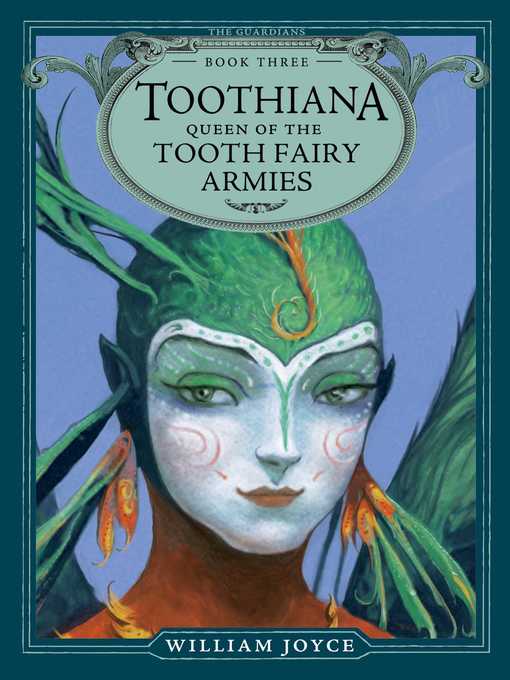 THE GUARDIANS
BOOK THREE
TOOTHIANA
QUEEN OF THE
TOOTH FAIRY
ARMIES
WILLIAM JOYCE